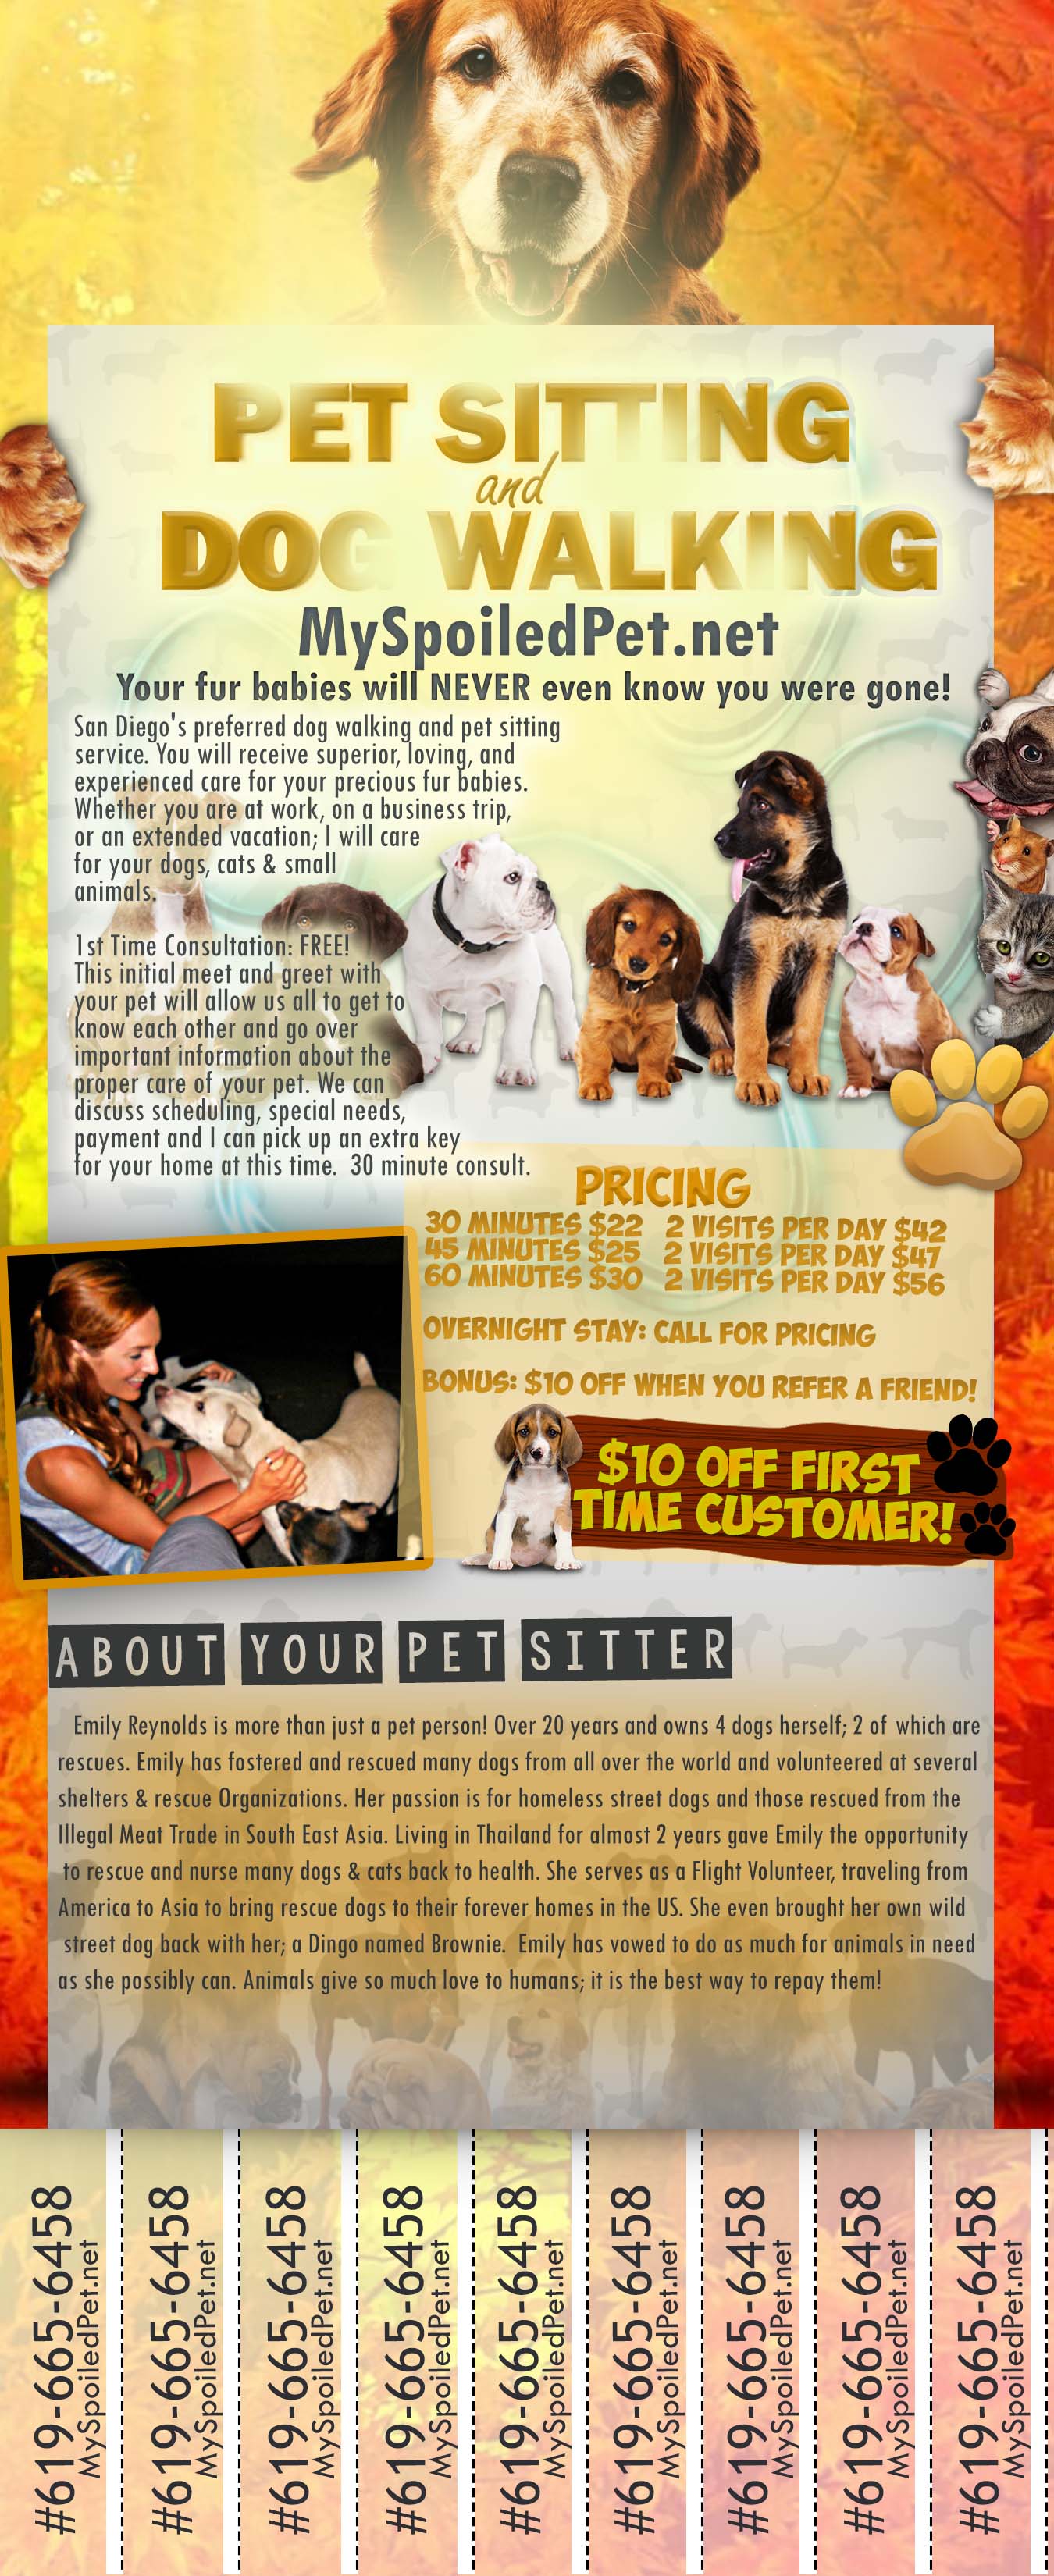 PET SITTING
and
DOG WALKING
MySpoiledPet.net
Your fur babies will NEVER even know you were gone!
San Diego's preferred dog walking and pet sitting
service. You will receive superior, loving, and
experienced care for your precious fur babies.
Whether you are at work, on a business trip,
or an extended vacation; I will care
for your dogs, cats & small
animals.
1st Time Consultation: FREE!
This initial meet and greet with
your pet will allow us all to get to
know each other and go over
important information about the
proper care of your pet. We can
discuss scheduling, special needs,
payment and I can pick up an extra key
for your home at this time. 30 minute consult.
PRICING
30 MINUTES $22 2 VISITS PER DAY $42
45 MINUTES $25 2 VISITS PER DAY $47
60 MINUTES $30 2 VISITS PER DAY $56
OVERNIGHT STAY: CALL FOR PRICING
BONUS: $10 OFF WHEN YOU REFER A FRIEND!
$10 OFF FIRST
TIME CUSTOMER!
ABOUT YOUR PET SITTER
Emily Reynolds is more than just a pet person! Over 20 years and owns 4 dogs herself; 2 of which are
rescues. Emily has fostered and rescued many dogs from all over the world and volunteered at several
shelters & rescue Organizations. Her passion is for homeless street dogs and those rescued from the
Illegal Meat Trade in South East Asia. Living in Thailand for almost 2 years gave Emily the opportunity
to rescue and nurse many dogs & cats back to health. She serves as a Flight Volunteer, traveling from
America to Asia to bring rescue dogs to their forever homes in the US. She even brought her own wild
street dog back with her; a Dingo named Brownie. Emily has vowed to do as much for animals in need
as she possibly can. Animals give so much love to humans; it is the best way to repay them!
#619-665-6458
MySpoiledPet.net
#619-665-6458
MySpoiledPet.net
#619-665-6458
MySpoiledPet.net
#619-665-6458
MySpoiledPet.net
#619-665-6458
MySpoiledPet.net
#619-665-6458
MySpoiledPet.net
#619-665-6458
MySpoiledPet.net
#619-665-6458
MySpoiledPet.net
#619-665-6458
MySpoiledPet.net